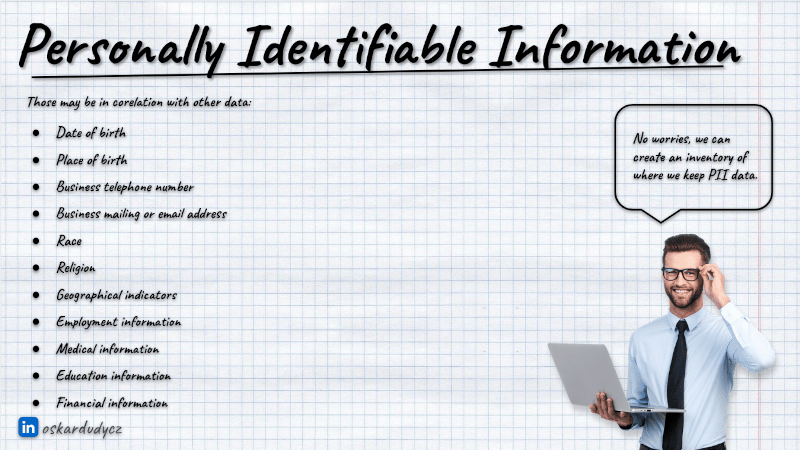 Personally Identifiable Information
Those may be in corelation with other data:
Date of birth
Place of birth
Business telephone number
Business mailing or email address
Race
Religion
Geographical indicators
Employment information
Medical information
Education information
Financial information
No worries, we can
create an inventory of
where we keep PII data.
in oskardudycz